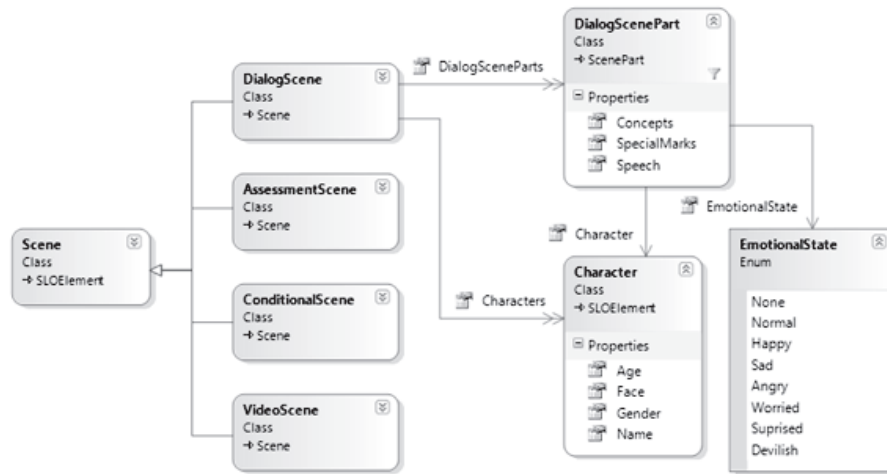 Scene
Class
SLOElement
DialogScene
Class
Scene
AssessmentScene
Class
Scene
ConditionalScene
Class
Scene
VideoScene
Class
Scene
DialogSceneParts
Characters
DialogScenePart
Class
ScenePart
Properties
Concepts
SpecialMarks
Speech
Character
EmotionalState
Character
Class
SLOElement
Properties
Age
Face
Gender
Name
EmotionalState
Enum
None
Normal
Happy
Sad
Angry
Worried
Suprised
Devilish